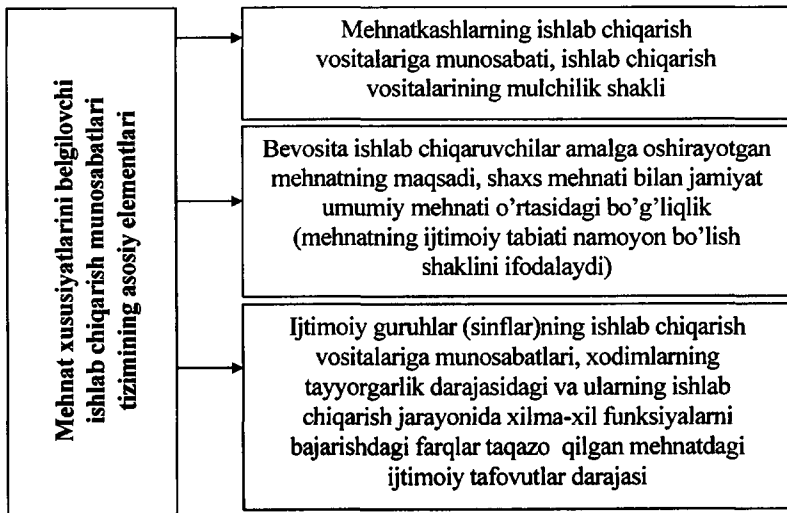 Mehnat xususiyatlarini belgilovchi
ishlab chiqarish munosabatlari
tizimining asosiy elementlari
Mehnatkashlarning ishlab chiqarish
vositalariga munosabati, ishlab chiqarish
vositalarining mulchilik shakli
Bevosita ishlab chiqaruvchilar amalga oshirayotgan
mehnatning maqsadi, shaxs mehnati bilan jamiyat
umumiy mehnati o’rtasidagi bo’g’liqlik
(mehnatning ijtimoiy tabiati namoyon bo’lish
shaklini ifodalaydi)
Ijtimoiy guruhlar (sinflar)ning ishlab chiqarish
vositalariga munosabatlari, xodimlarning
tayyorgarlik darajasidagi va ularning ishlab
chiqarish jarayonida xilma-xil funksiyalarni
bajarishdagi farqlar taqazo qilgan mehnatdagi
ijtimoiy tafovutlar darajasi